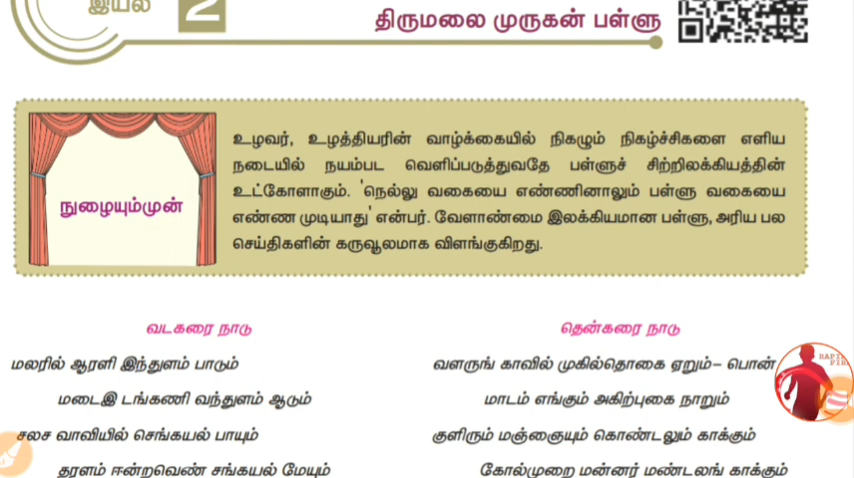 இயல் 2
திருமலை முருகன் பள்ளு
நுழையும்முன்
உழவர், உழத்தியரின் வாழ்க்கையில் நிகழும் நிகழ்ச்சிகளை எளிய
நடையில் நயம்பட வெளிப்படுத்துவதே பள்ளுச் சிற்றிலக்கியத்தின்
உட்கோளாகும். 'நெல்லு வகையை எண்ணினாலும் பள்ளு வகையை
எண்ண முடியாது' என்பர். வேளாண்மை இலக்கியமான பள்ளு, அரிய பல
செய்திகளின் கருவூலமாக விளங்குகிறது.
வடகரை நாடு
மலரில் ஆரளி இந்துளம் பாடும்
மடைஇ டங்கணி வந்துளம் ஆடும்
சலச வாவியில் செங்கயல் பாயும்
தரளம் ஈன்றவெண் சங்கயல் மேயும்
தென்கரை நாடு
வளருங் காவில் முகில்தொகை ஏறும்– பொன்
மாடம் எங்கும் அகிற்புகை நாறும்
குளிரும் மஞ்ஞையும் கொண்டலும் காக்கும்
கோல்முறை மன்னர் மண்டலங் காக்கும்